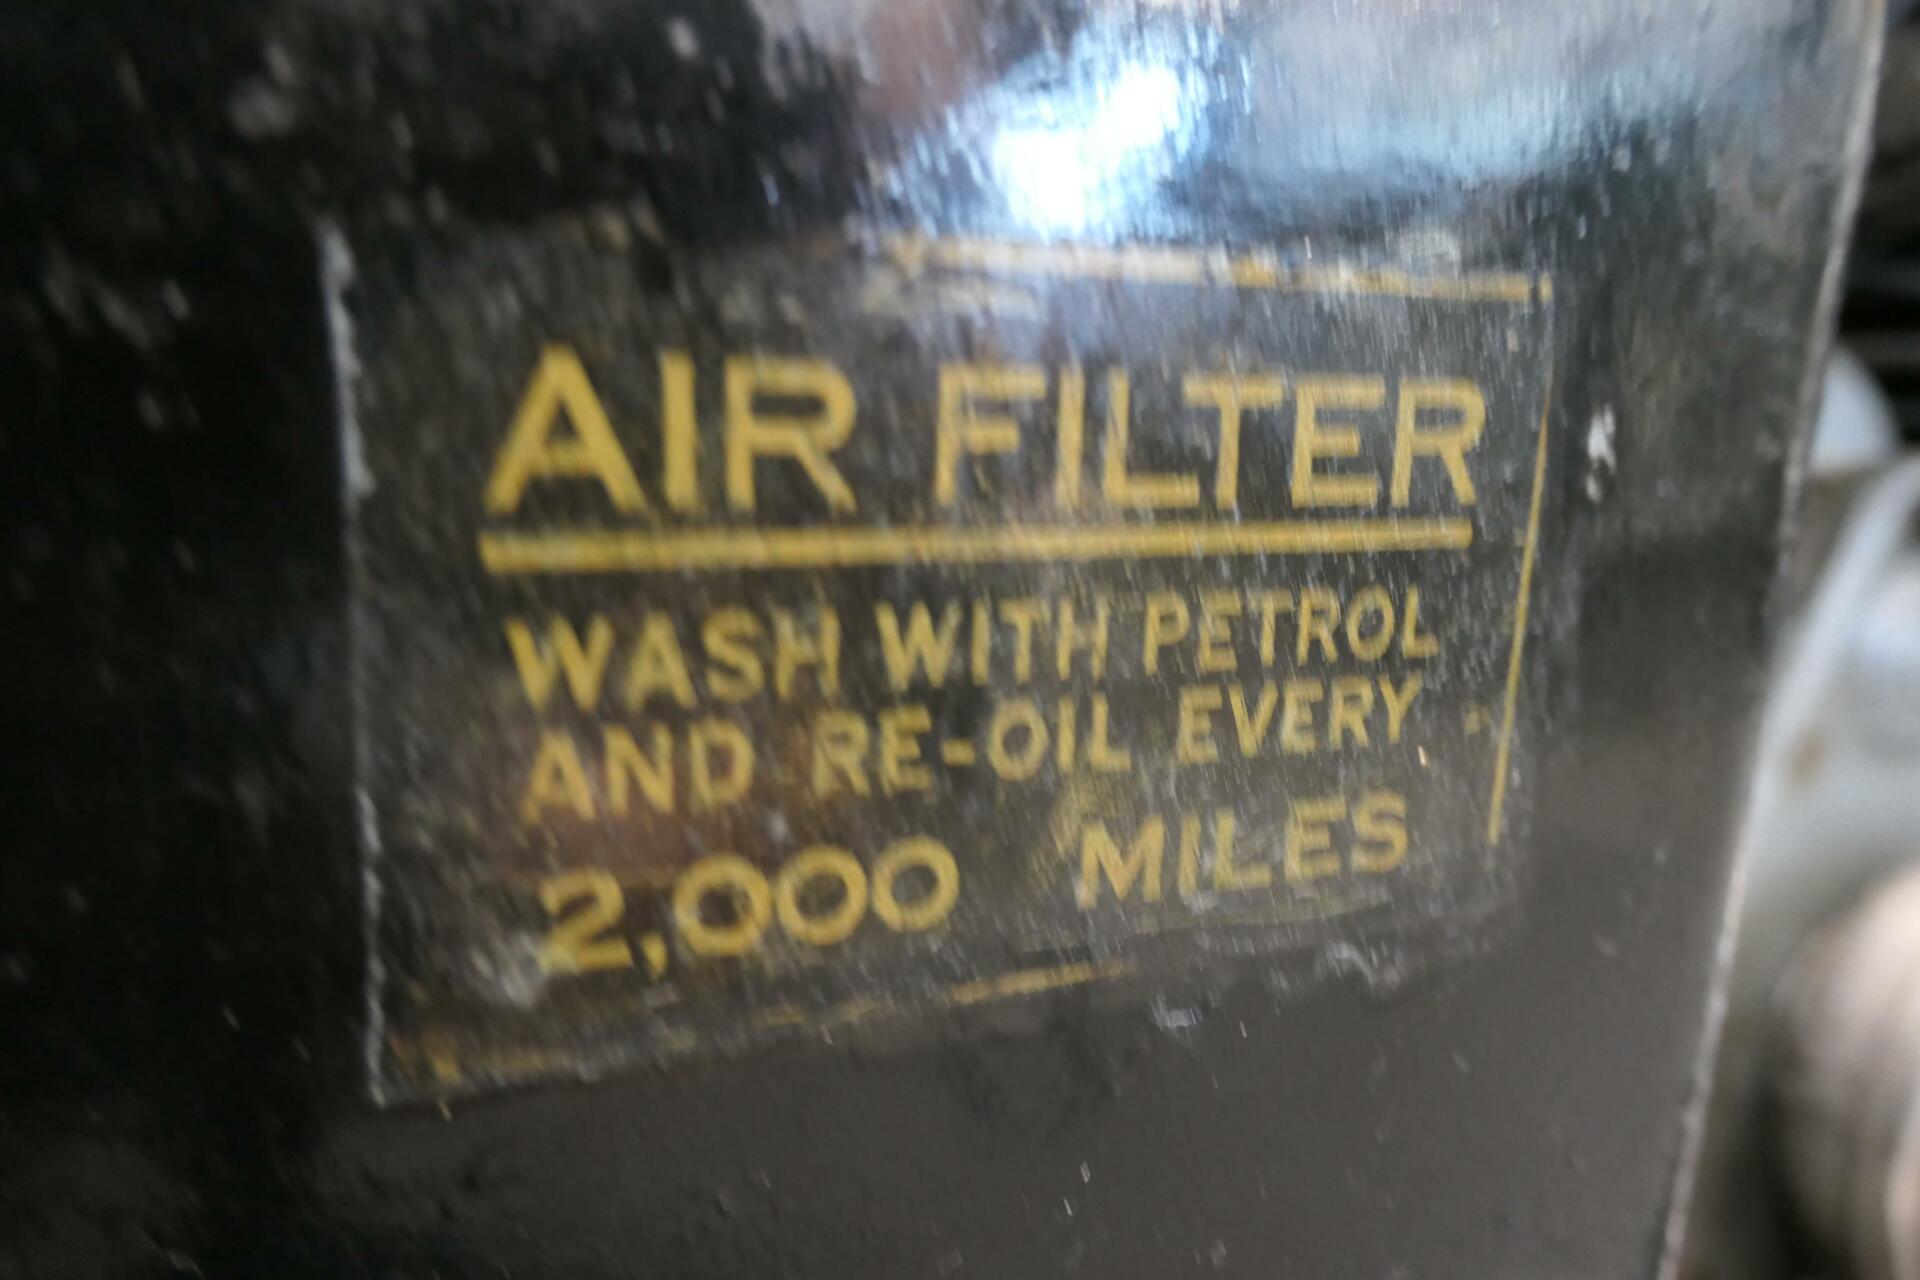 AIR FILTER
WASH WITH PETROL
AND RE-OIL EVERY
2,000 MILES